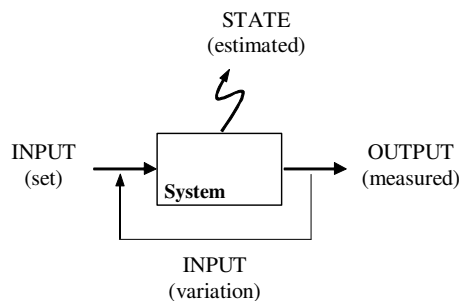 STATE
(estimated)
INPUT
(set)
System
OUTPUT
(measured)
INPUT
(variation)